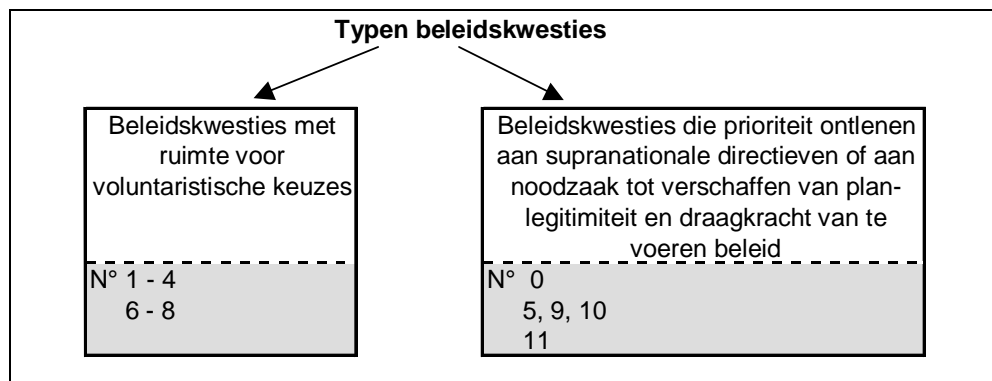 Typen beleidskwesties
Beleidskwesties met
ruimte voor
voluntaristische keuzes
N° 1 - 4
6 - 8
Beleidskwesties die prioriteit ontlenen
aan supranationale directieven of aan
noodzaak tot verschaffen van plan-
legitimiteit en draagkracht van te
voeren beleid
N° 0
5, 9, 10
11